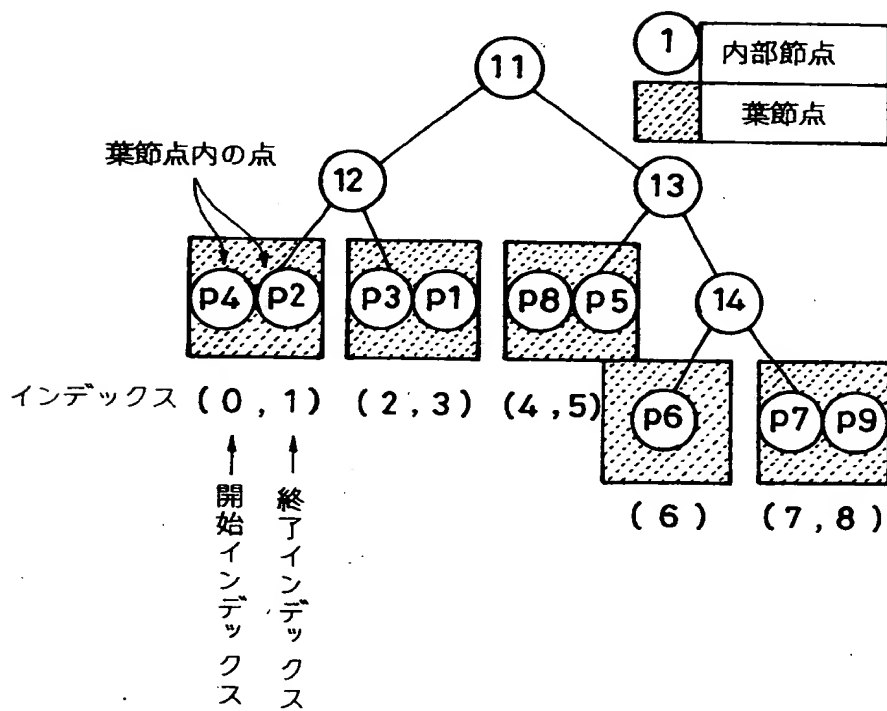 11
1 内部節点
葉節点
葉節点内の点
12
13
p4 p2
p3 p1
p8 p5
14
インデックス (0,1) (2,3) (4,5)
p6
p7 p9
(6) (7,8)
開始インデックス
終了インデックス